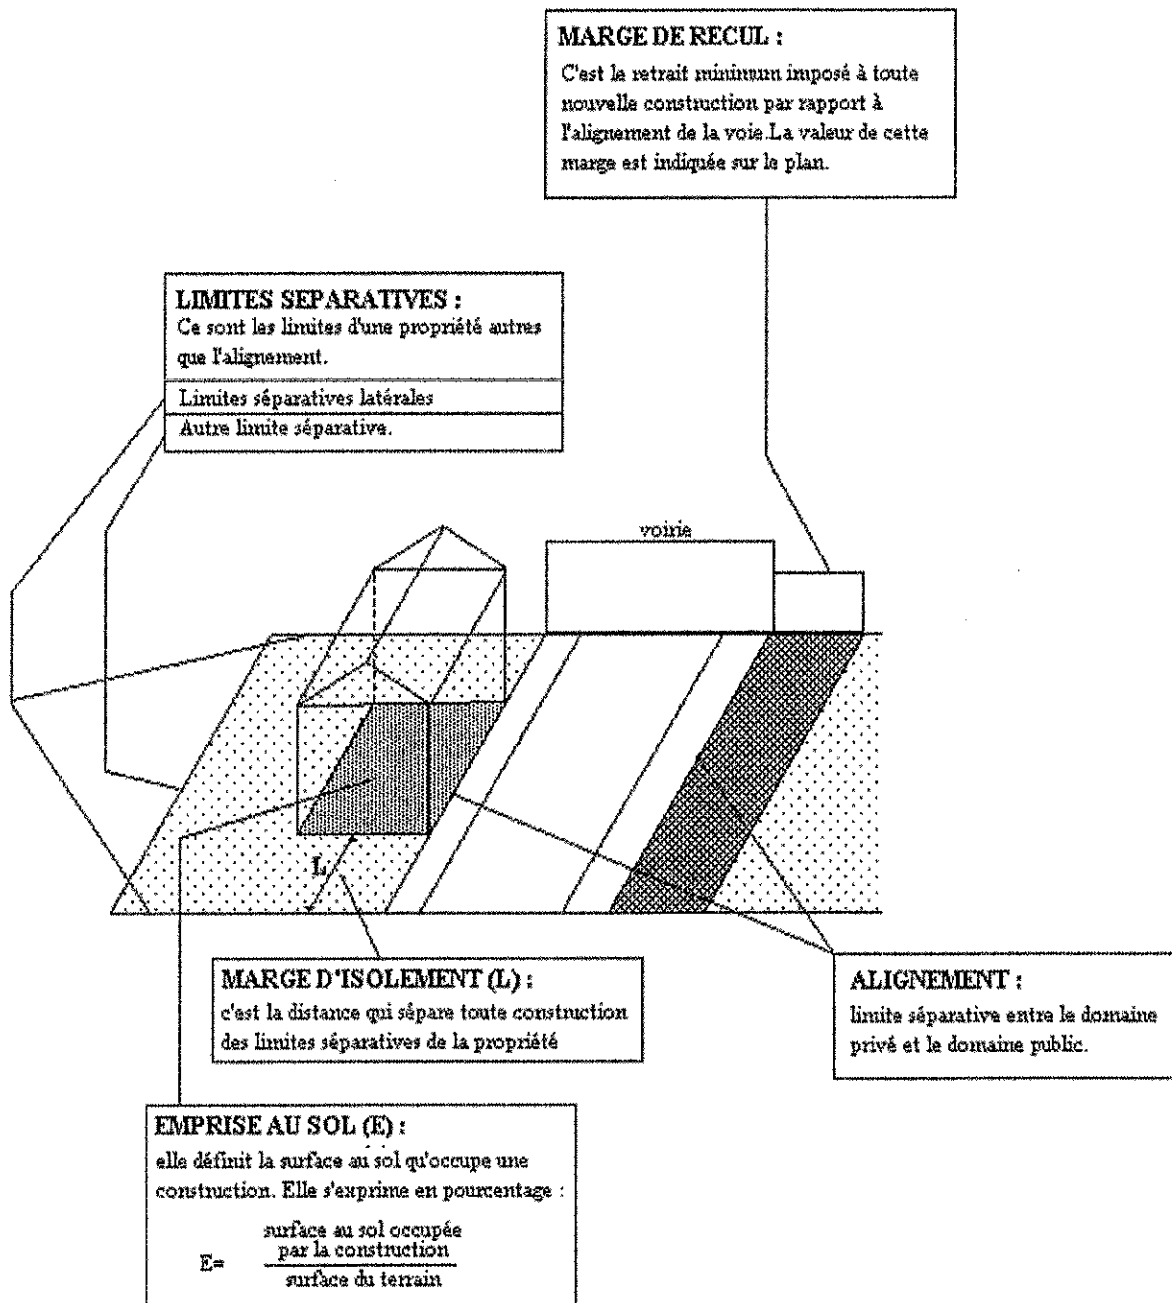 MARGE DE RECUL :
C'est le retrait minimum imposé à toute
nouvelle construction par rapport à
l'alignement de la voie.La valeur de cette
marge est indiquée sur le plan.
LIMITES SEPARATIVES :
Ce sont les limites d'une propriété autres
que l'alignement.
Limites séparatives latérales
Autre limite séparative.
voirie
L
MARGE D'ISOLEMENT (L) :
c'est la distance qui sépare toute construction
des limites séparatives de la propriété
ALIGNEMENT :
limite séparative entre le domaine
privé et le domaine public.
EMPRISE AU SOL (E) :
elle définit la surface au sol qu'occupe une
construction. Elle s'exprime en pourcentage :
surface au sol occupée
par la construction
E=
surface du terrain